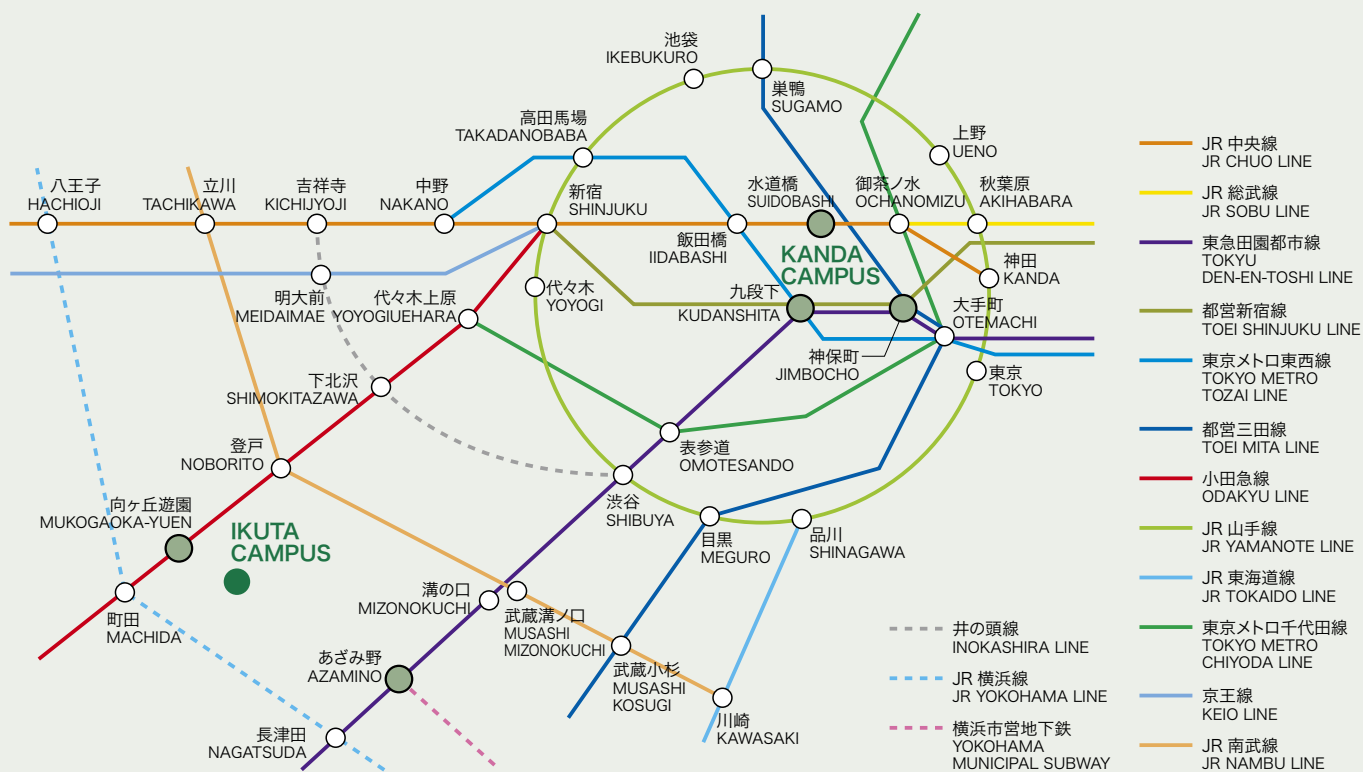 池袋
IKEBUKURO
巣鴨
SUGAMO
高田馬場
TAKADANOBABA
上野
UENO
八王子
HACHIOJI
立川
TACHIKAWA
吉祥寺
KICHIJYOJI
中野
NAKANO
新宿
SHINJUKU
水道橋
SUIDOBASHI
御茶ノ水
OCHANOMIZU
秋葉原
AKIHABARA
飯田橋
IIDABASHI
KANDA
CAMPUS
神田
KANDA
明大前
MEIDAIMAE
代々木上原
YOYOGIUEHARA
代々木
YOYOGI
九段下
KUDANSHITA
大手町
OTEMACHI
神保町
JIMBOCHO
東京
TOKYO
下北沢
SHIMOKITAZAWA
登戸
NOBORITO
表参道
OMOTESANDO
向ヶ丘遊園
MUKOGAOKA-YUEN
IKUTA
CAMPUS
渋谷
SHIBUYA
目黒
MEGURO
品川
SHINAGAWA
町田
MACHIDA
溝の口
MIZONOKUCHI
武蔵溝ノ口
MUSASHI
MIZONOKUCHI
あざみ野
AZAMINO
武蔵小杉
MUSASHI
KOSUGI
川崎
KAWASAKI
長津田
NAGATSUDA
井の頭線
INOKASHIRA LINE
JR 横浜線
JR YOKOHAMA LINE
横浜市営地下鉄
YOKOHAMA
MUNICIPAL SUBWAY
JR 中央線
JR CHUO LINE
JR 総武線
JR SOBU LINE
東急田園都市線
TOKYU
DEN-EN-TOSHI LINE
都営新宿線
TOEI SHINJUKU LINE
東京メトロ東西線
TOKYO METRO
TOZAI LINE
都営三田線
TOEI MITA LINE
小田急線
ODAKYU LINE
JR 山手線
JR YAMANOTE LINE
JR 東海道線
JR TOKAIDO LINE
東京メトロ千代田線
TOKYO METRO
CHIYODA LINE
京王線
KEIO LINE
JR 南武線
JR NAMBU LINE